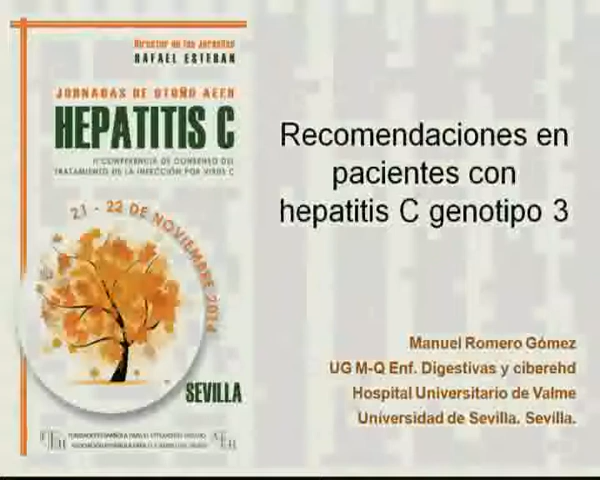 Director de las Jornadas
RAFAEL ESTEBAN
JORNADAS DE OTOÑO AEEH
HEPATITIS C
II CONFERENCIA DE CONSENSO DEL
TRATAMIENTO DE LA INFECCIÓN POR VIRUS C
21 - 22 DE NOVIEMBRE 2014
SEVILLA
Recomendaciones en
pacientes con
hepatitis C genotipo 3
Manuel Romero Gómez
UG M-Q Enf. Digestivas y ciberehd
Hospital Universitario de Valme
Universidad de Sevilla. Sevilla.